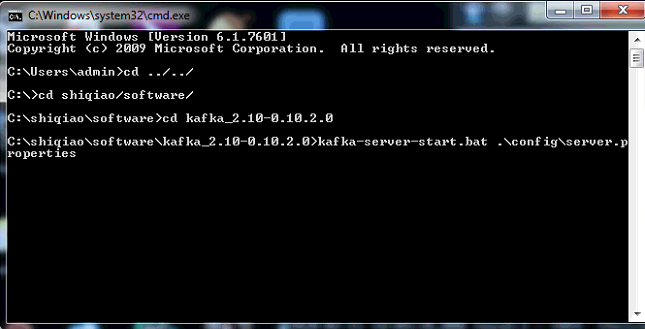 C:\Windows\system32\cmd.exe
Microsoft Windows [Version 6.1.7601]
Copyright (c) 2009 Microsoft Corporation.  All rights reserved.
C:\Users\admin>cd ../../
C:\>cd shiqiao/software/
C:\shiqiao\software>cd kafka_2.10-0.10.2.0
C:\shiqiao\software\kafka_2.10-0.10.2.0>kafka-server-start.bat .\config\server.p
roperties